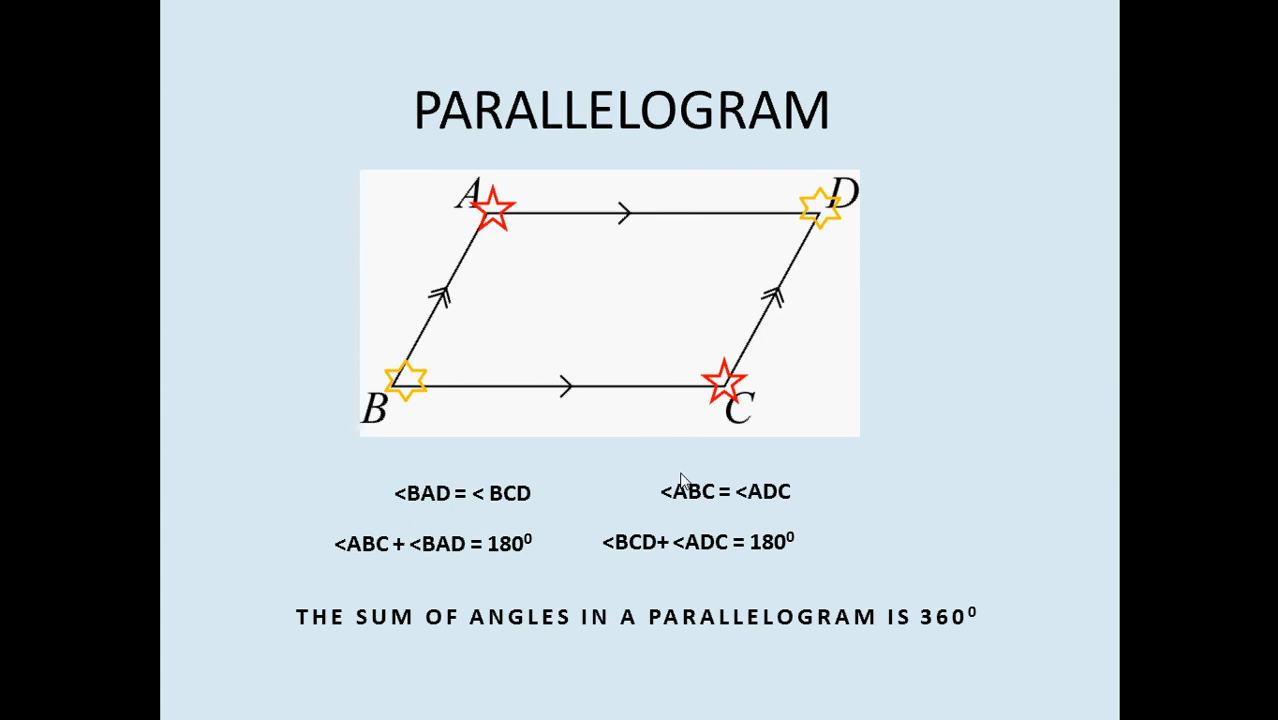 PARALLELOGRAM
A D
B C
<BAD = < BCD <ABC = <ADC
<ABC + <BAD = 180⁰ <BCD+ <ADC = 180⁰
THE SUM OF ANGLES IN A PARALLELOGRAM IS 360⁰